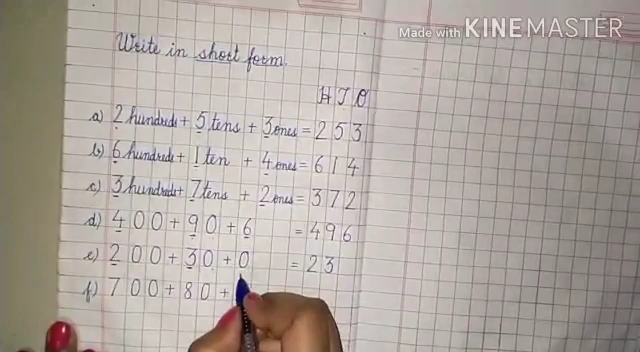 Made with KINEMASTER
Write in short form.
H T O
a) 2 hundreds + 5 tens + 3 ones = 2 5 3
b) 6 hundreds + 1 ten + 4 ones = 6 1 4
c) 3 hundreds + 7 tens + 2 ones = 3 7 2
d) 4 0 0 + 9 0 + 6 = 4 9 6
e) 2 0 0 + 3 0 + 0 = 2 3
f) 7 0 0 + 8 0 +